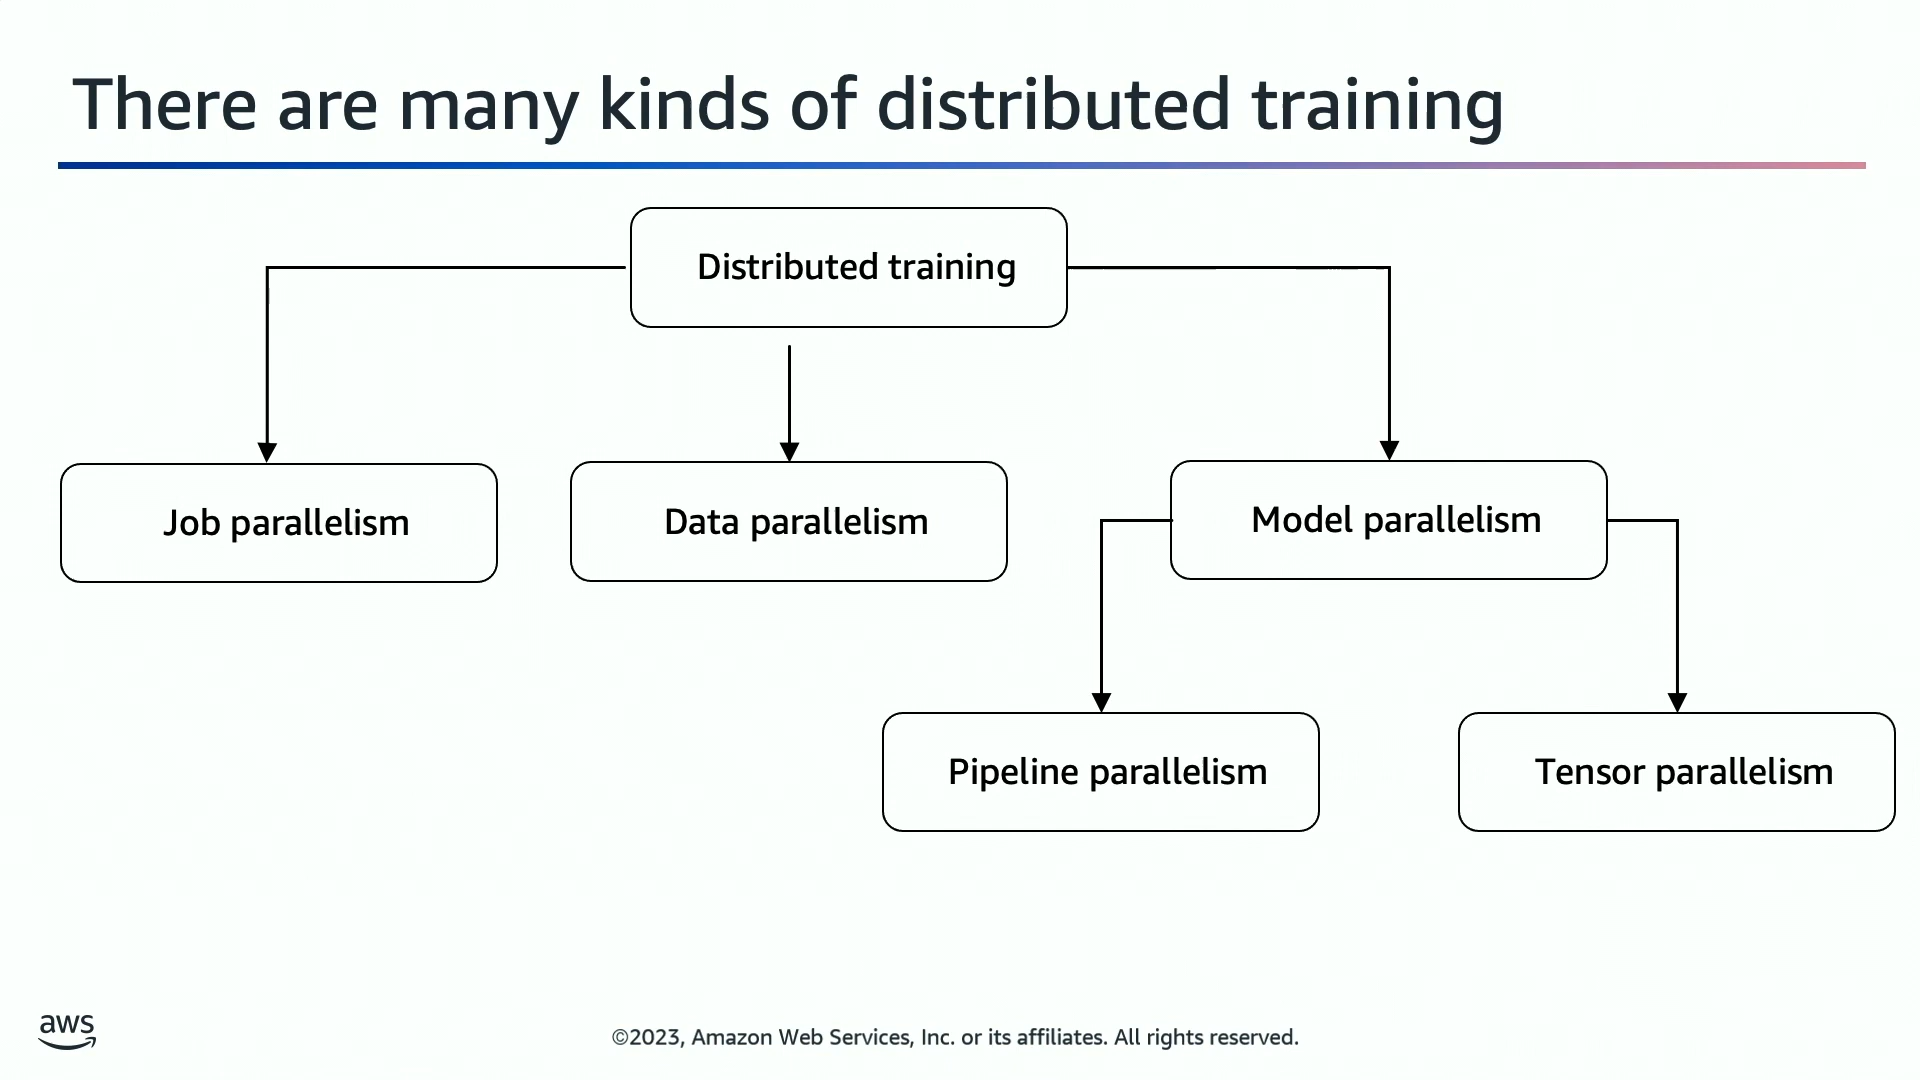 There are many kinds of distributed training
Distributed training
Job parallelism
Data parallelism
Model parallelism
Pipeline parallelism
Tensor parallelism
aws
©2023, Amazon Web Services, Inc. or its affiliates. All rights reserved.